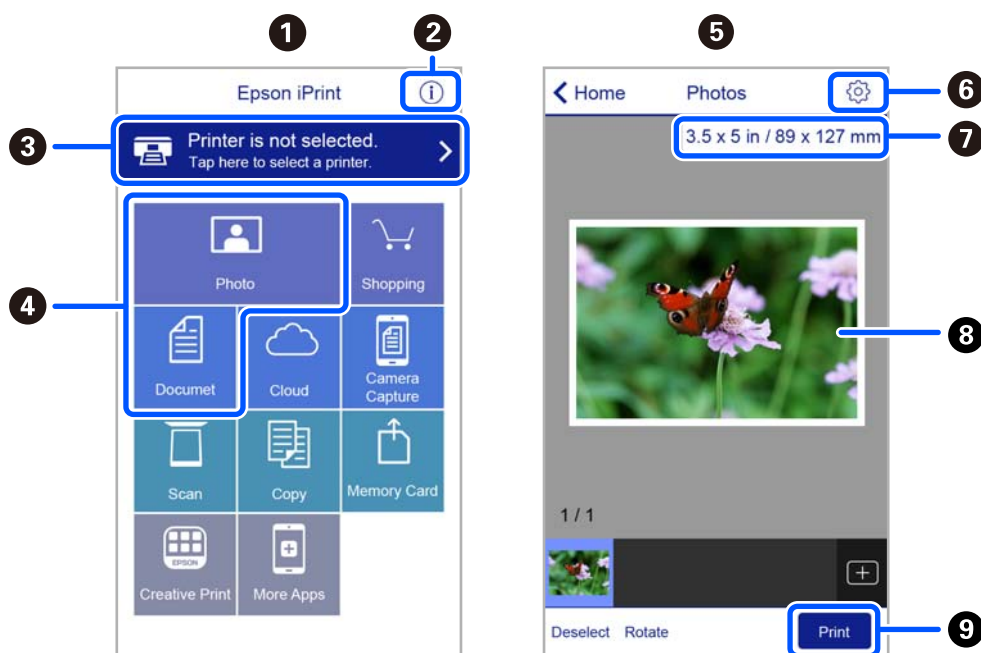 1
2
5
Epson iPrint
i
Home
Photos
6
3
Printer is not selected.
Tap here to select a printer.
3.5 x 5 in / 89 x 127 mm
7
4
Photo
Shopping
Documet
Cloud
Camera
Capture
8
Scan
Copy
Memory Card
1 / 1
EPSON
Creative Print
More Apps
Deselect
Rotate
Print
9